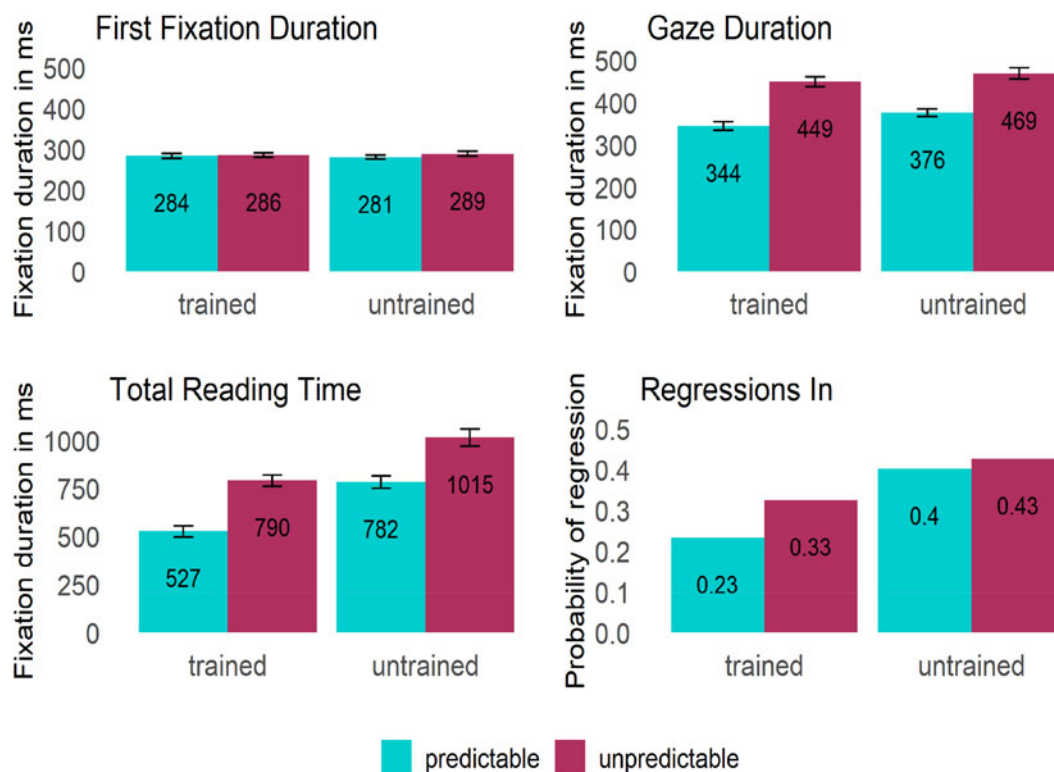 First Fixation Duration
Fixation duration in ms
500
400
300
200
100
0
284
286
281
289
trained
untrained
Gaze Duration
Fixation duration in ms
500
400
300
200
100
0
344
449
376
469
trained
untrained
Total Reading Time
Fixation duration in ms
1000
750
500
250
0
527
790
782
1015
trained
untrained
Regressions In
Probability of regression
0.5
0.4
0.3
0.2
0.1
0.0
0.23
0.33
0.4
0.43
trained
untrained
predictable
unpredictable